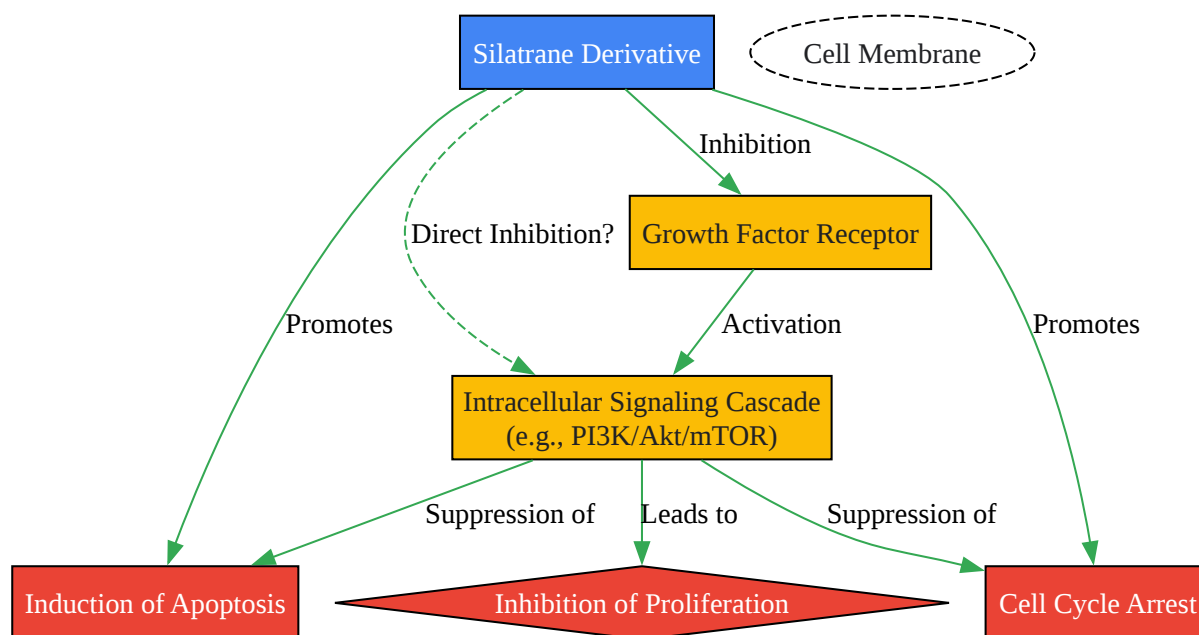 Silatrane Derivative
Cell Membrane
Inhibition
Direct Inhibition?
Growth Factor Receptor
Promotes
Activation
Promotes
Intracellular Signaling Cascade
(e.g., PI3K/Akt/mTOR)
Suppression of
Leads to
Suppression of
Induction of Apoptosis
Inhibition of Proliferation
Cell Cycle Arrest